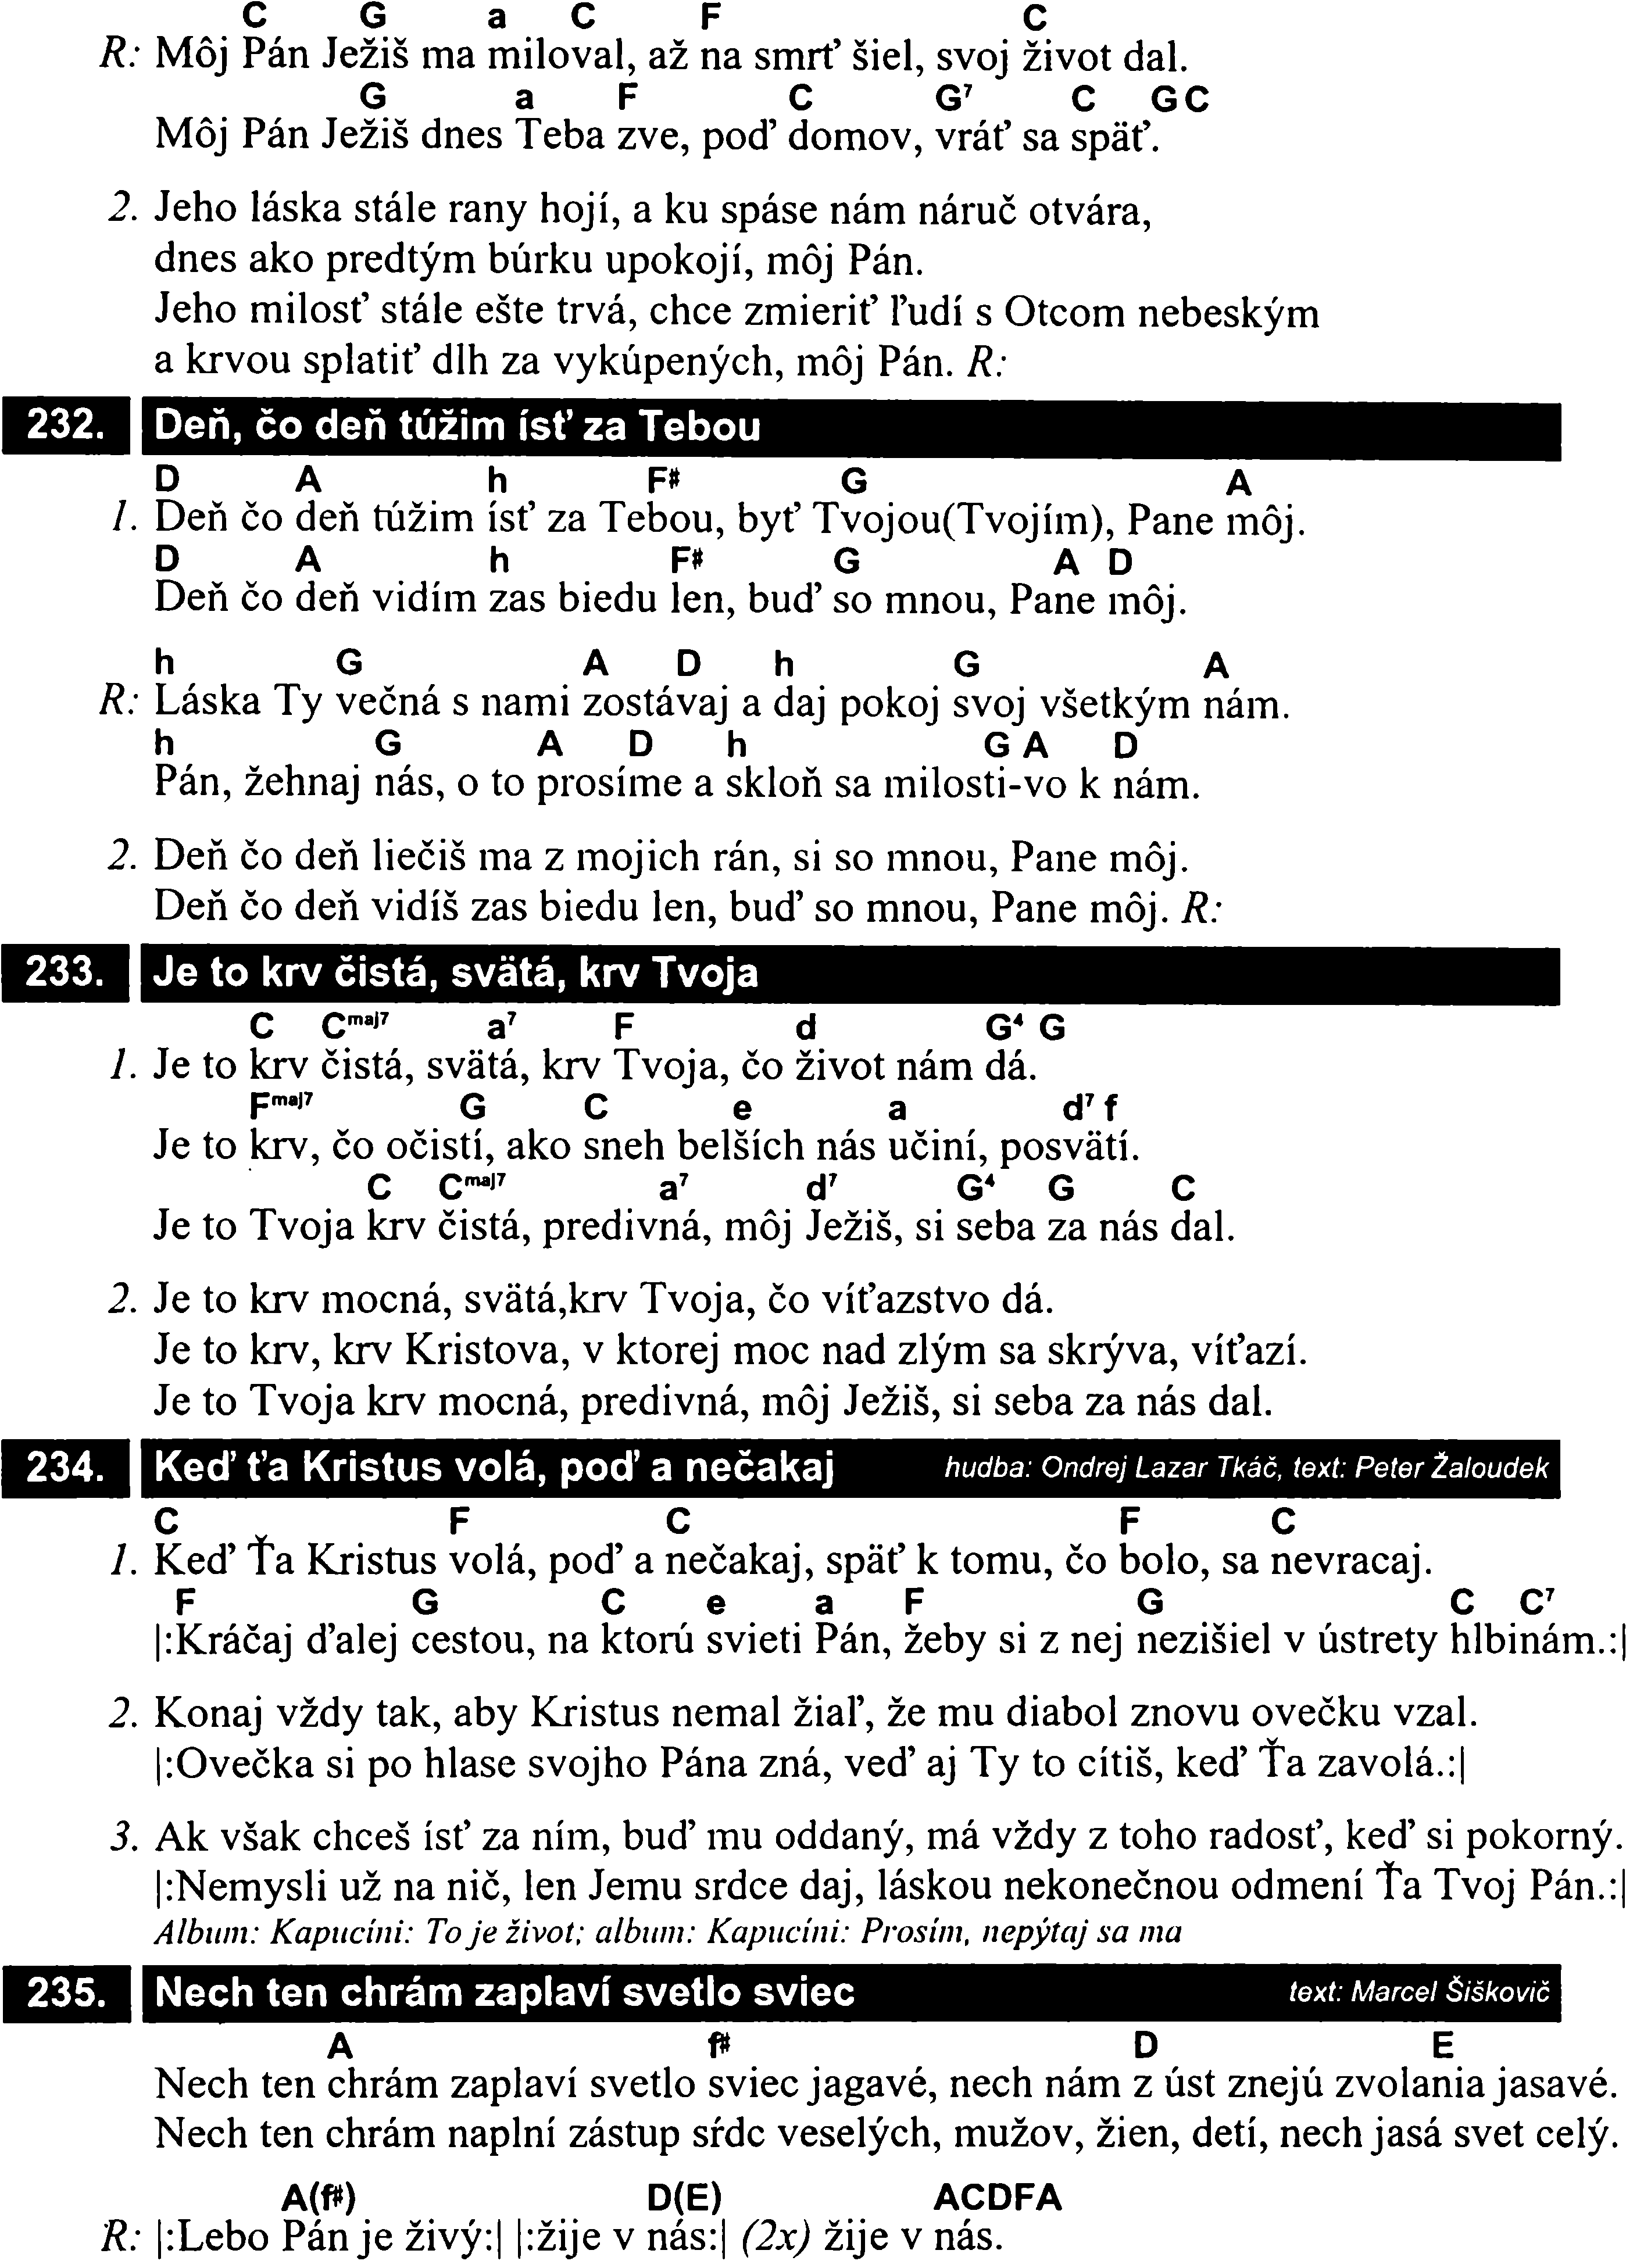 C G a C F C
R: Môj Pán Ježiš ma miloval, až na smrť šiel, svoj život dal.
G a F C G7 C G C
Môj Pán Ježiš dnes Teba zve, poď domov, vráť sa späť.
2. Jeho láska stále rany hojí, a ku spáse nám náruč otvára,
dnes ako predtým búrku upokojí, môj Pán.
Jeho milosť stále ešte trvá, chce zmieriť ľudí s Otcom nebeským
a krvou splatiť dlh za vykúpených, môj Pán. R:
232. Deň, čo deň túžim ísť za Tebou
D A h F# G A
1. Deň čo deň túžim ísť za Tebou, byť Tvojou(Tvojím), Pane môj.
D A h F# G A D
Deň čo deň vidím zas biedu len, buď so mnou, Pane môj.
h G A D h G A
R: Láska Ty večná s nami zostávaj a daj pokoj svoj všetkým nám.
h G A D h G A D
Pán, žehnaj nás, o to prosíme a skloň sa milosti-vo k nám.
2. Deň čo deň liečiš ma z mojich rán, si so mnou, Pane môj.
Deň čo deň vidíš zas biedu len, buď so mnou, Pane môj. R:
233. Je to krv čistá, svätá, krv Tvoja
C Cmaj7 a7 F d G4 G
1. Je to krv čistá, svätá, krv Tvoja, čo život nám dá.
Fmaj7 G C e a d7 f
Je to krv, čo očistí, ako sneh belších nás učiní, posvätí.
C Cmaj7 a7 d7 G4 G C
Je to Tvoja krv čistá, predivná, môj Ježiš, si seba za nás dal.
2. Je to krv mocná, svätá,krv Tvoja, čo víťazstvo dá.
Je to krv, krv Kristova, v ktorej moc nad zlým sa skrýva, víťazí.
Je to Tvoja krv mocná, predivná, môj Ježiš, si seba za nás dal.
234. Keď ťa Kristus volá, poď a nečakaj hudba: Ondrej Lazar Tkáč, text: Peter Žaloudek
C F C F C
1. Keď Ťa Kristus volá, poď a nečakaj, späť k tomu, čo bolo, sa nevracaj.
F G C e a F G C C7
|:Kráčaj ďalej cestou, na ktorú svieti Pán, žeby si z nej nezišiel v ústrety hlbinám.:|
2. Konaj vždy tak, aby Kristus nemal žiaľ, že mu diabol znovu ovečku vzal.
|:Ovečka si po hlase svojho Pána zná, veď aj Ty to cítiš, keď Ťa zavolá.:|
3. Ak však chceš ísť za ním, buď mu oddaný, má vždy z toho radosť, keď si pokorný.
|:Nemysli už na nič, len Jemu srdce daj, láskou nekonečnou odmení Ťa Tvoj Pán.:|
Album: Kapucíni: To je život; album: Kapucíni: Prosím, nepýtaj sa ma
235. Nech ten chrám zaplaví svetlo sviec text: Marcel Šiškovič
A f# D E
Nech ten chrám zaplaví svetlo sviec jagavé, nech nám z úst znejú zvolania jasavé.
Nech ten chrám naplní zástup sŕdc veselých, mužov, žien, detí, nech jasá svet celý.
A(f#) D(E) ACDFA
R: |:Lebo Pán je živý:| |:žije v nás:| (2x) žije v nás.